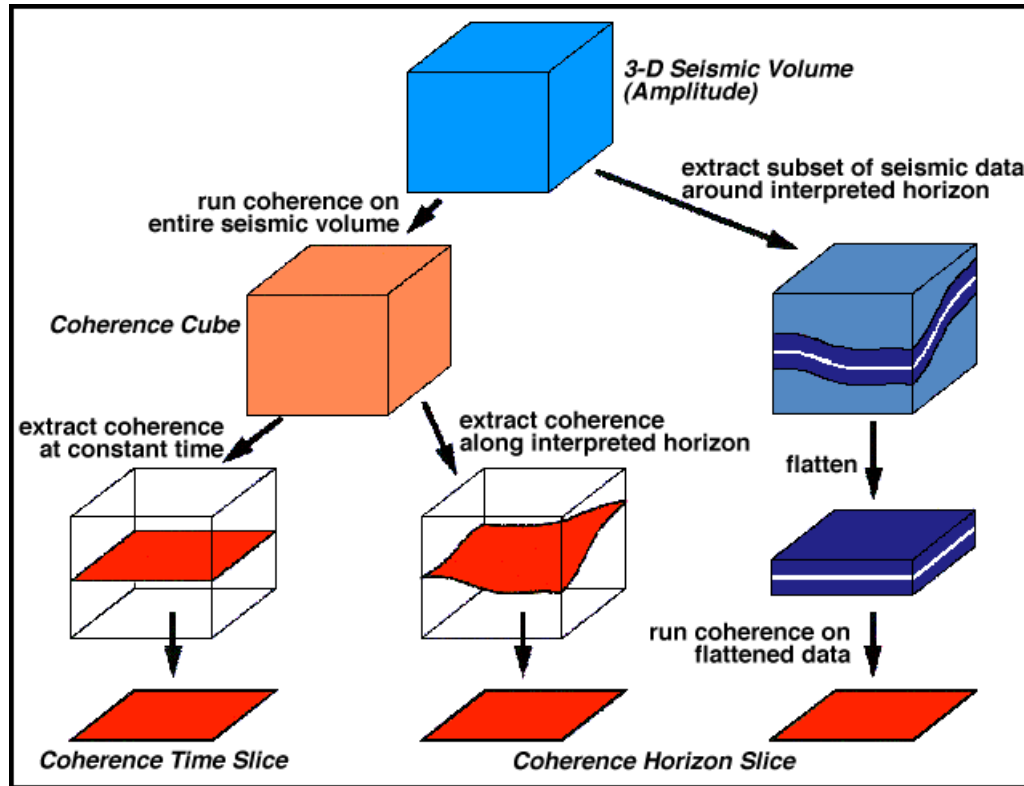 3-D Seismic Volume
(Amplitude)
extract subset of seismic data
around interpreted horizon
run coherence on
entire seismic volume
Coherence Cube
extract coherence
at constant time
extract coherence
along interpreted horizon
flatten
run coherence on
flattened data
Coherence Time Slice
Coherence Horizon Slice